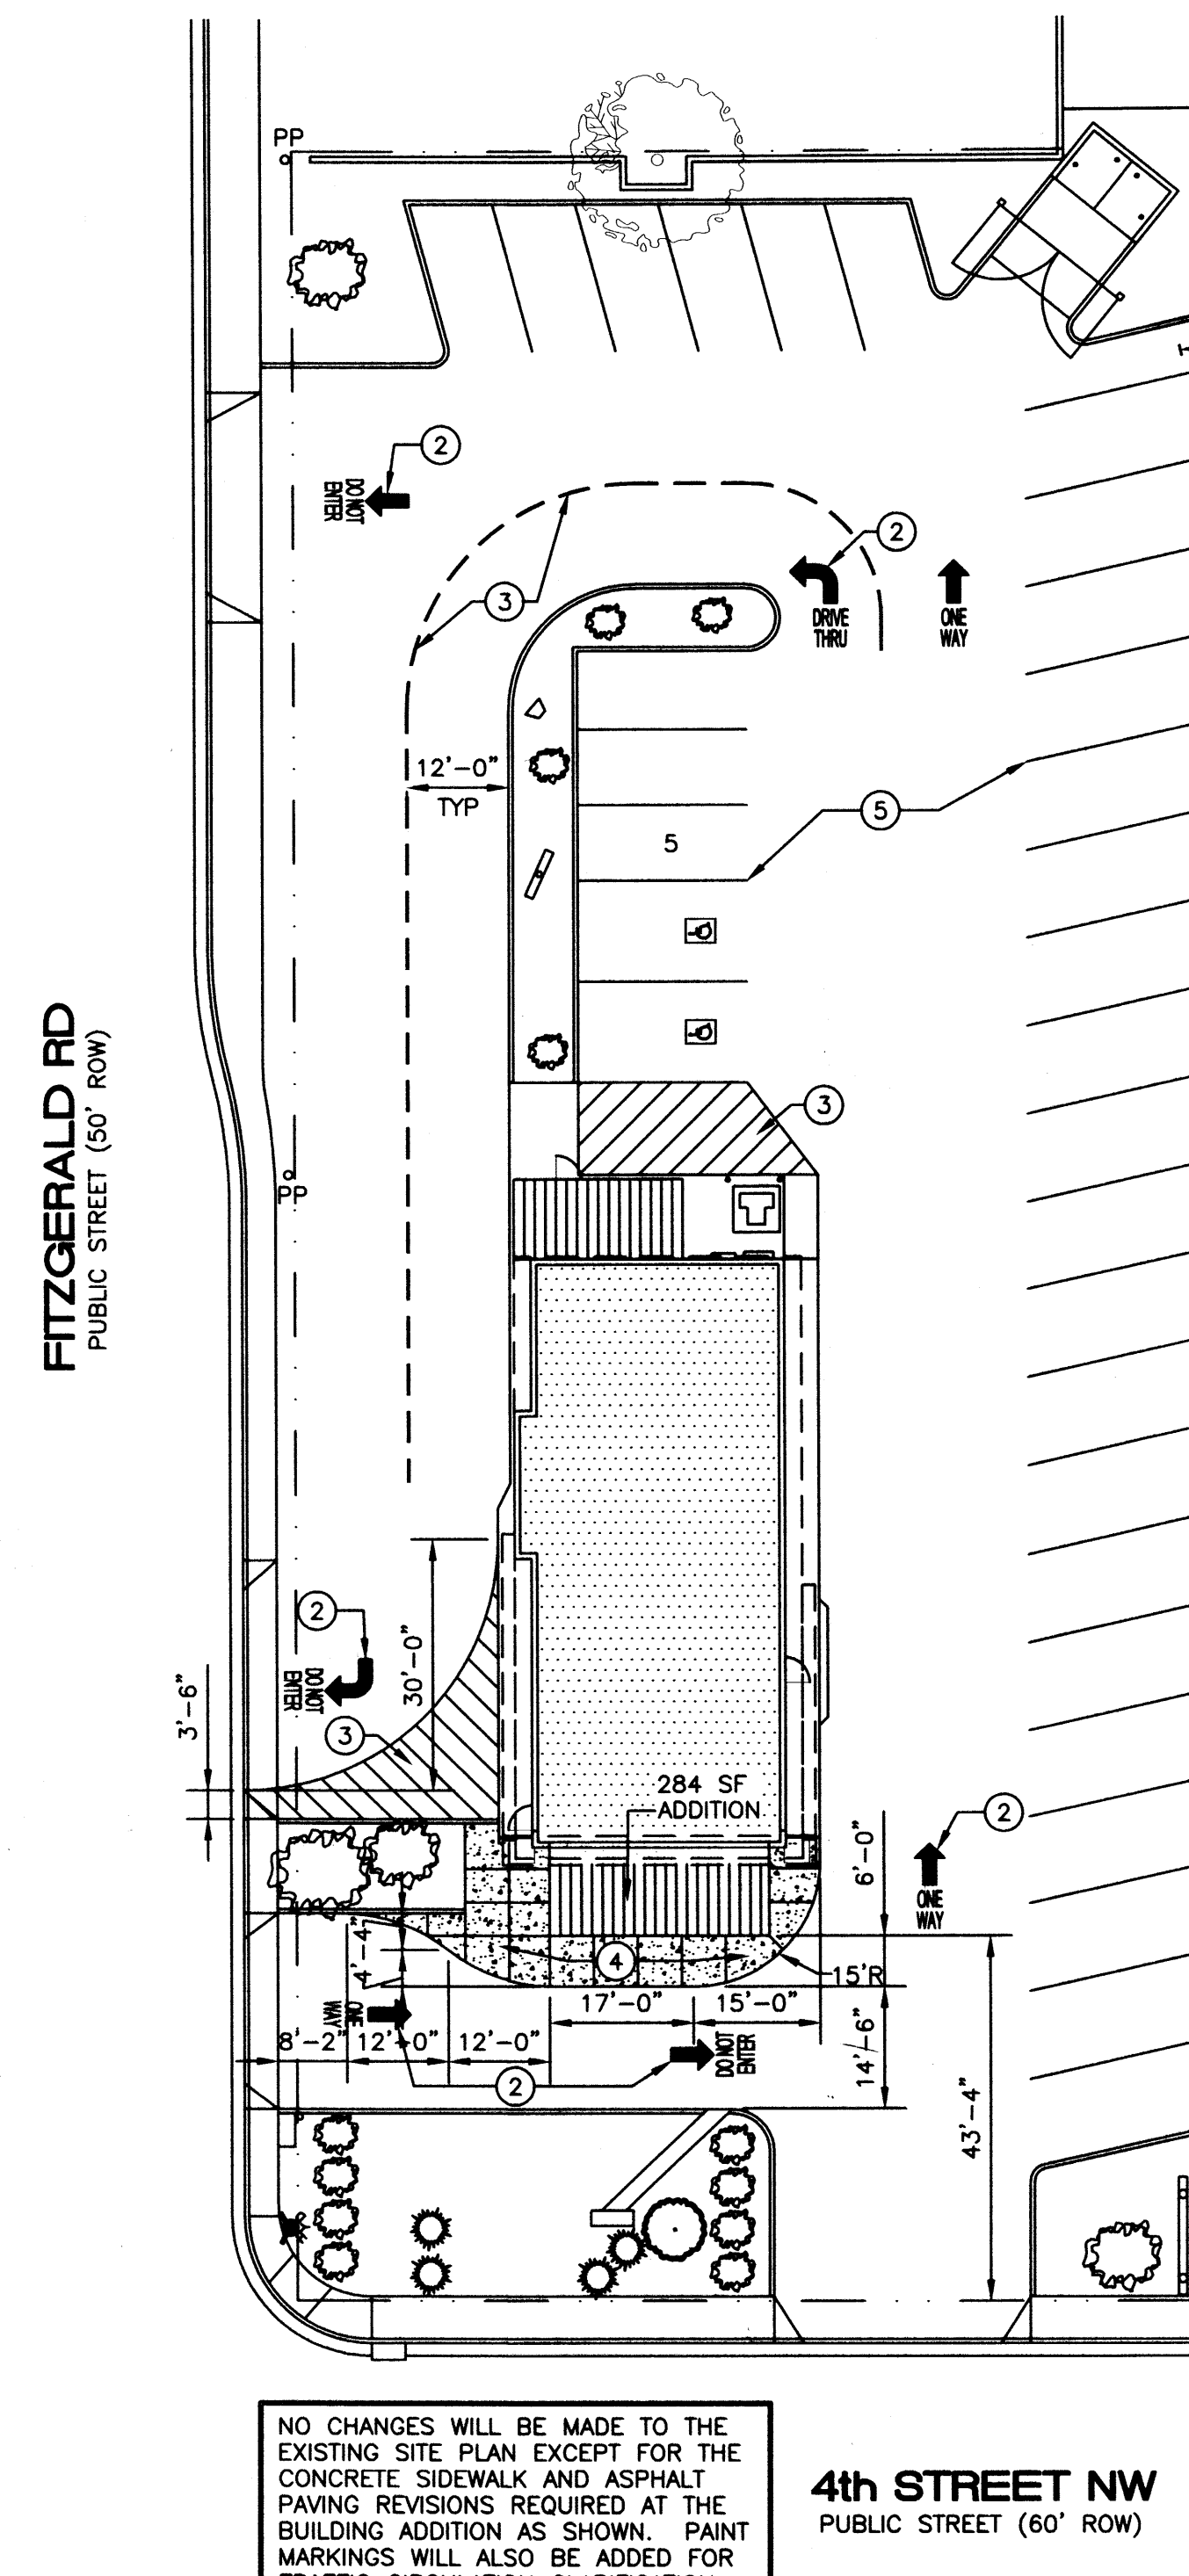 PP
2
DO NOT
ENTER
2
3
DRIVE
THRU
ONE
WAY
12'-0"
TYP
5
5
FITZGERALD RD
PUBLIC STREET (50' ROW)
3
PP
2
DO NOT
ENTER
30'-0"
3'-6"
3
284 SF
ADDITION
2
6'-0"
ONE
WAY
4'-4"
4
15'R
17'-0"
15'-0"
ONE
WAY
8'-2"
12'-0"
12'-0"
DO NOT
ENTER
14'-6"
2
43'-4"
NO CHANGES WILL BE MADE TO THE
EXISTING SITE PLAN EXCEPT FOR THE
CONCRETE SIDEWALK AND ASPHALT
PAVING REVISIONS REQUIRED AT THE
BUILDING ADDITION AS SHOWN. PAINT
MARKINGS WILL ALSO BE ADDED FOR
4th STREET NW
PUBLIC STREET (60' ROW)